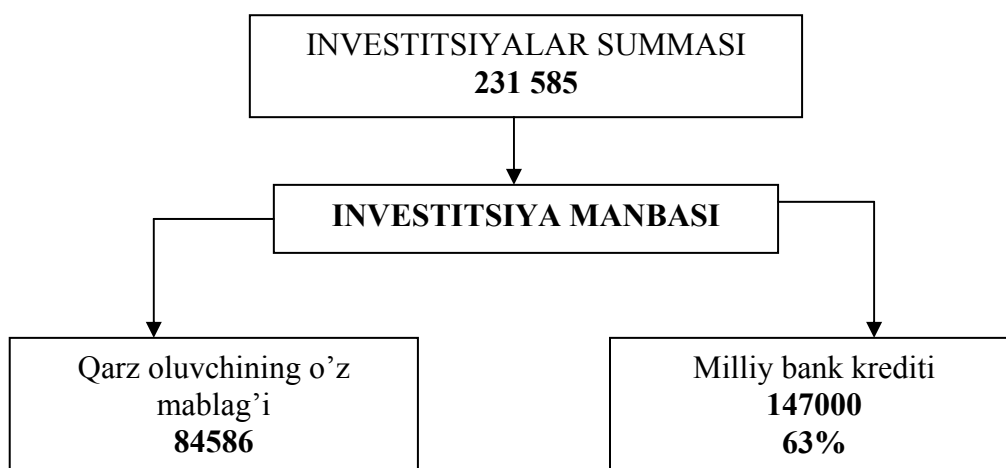 INVESTITSIYALAR SUMMASI
231 585
INVESTITSIYA MANBASI
Qarz oluvchining o’z
mablag’i
84586
Milliy bank krediti
147000
63%